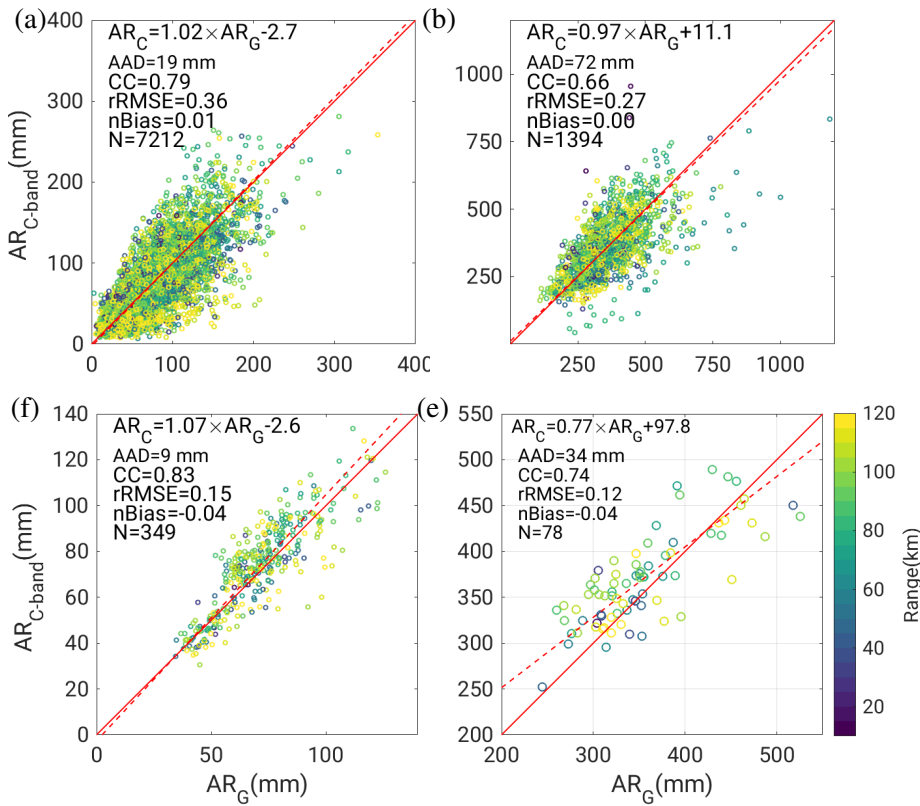 (a)
AR_C=1.02×AR_G-2.7
AAD=19 mm
CC=0.79
rRMSE=0.36
nBias=0.01
N=7212
AR_C-band(mm)
400
300
200
100
0
0 100 200 300 400
(b)
AR_C=0.97×AR_G+11.1
AAD=72 mm
CC=0.66
rRMSE=0.27
nBias=0.00
N=1394
1200
1000
750
500
250
250 500 750 1000
(f)
AR_C=1.07×AR_G-2.6
AAD=9 mm
CC=0.83
rRMSE=0.15
nBias=-0.04
N=349
AR_C-band(mm)
140
120
100
80
60
40
20
0
0 50 100
AR_G(mm)
(e)
AR_C=0.77×AR_G+97.8
AAD=34 mm
CC=0.74
rRMSE=0.12
nBias=-0.04
N=78
550
500
450
400
350
300
250
200
200 300 400 500
AR_G(mm)
120
100
80
60
40
20
Range(km)